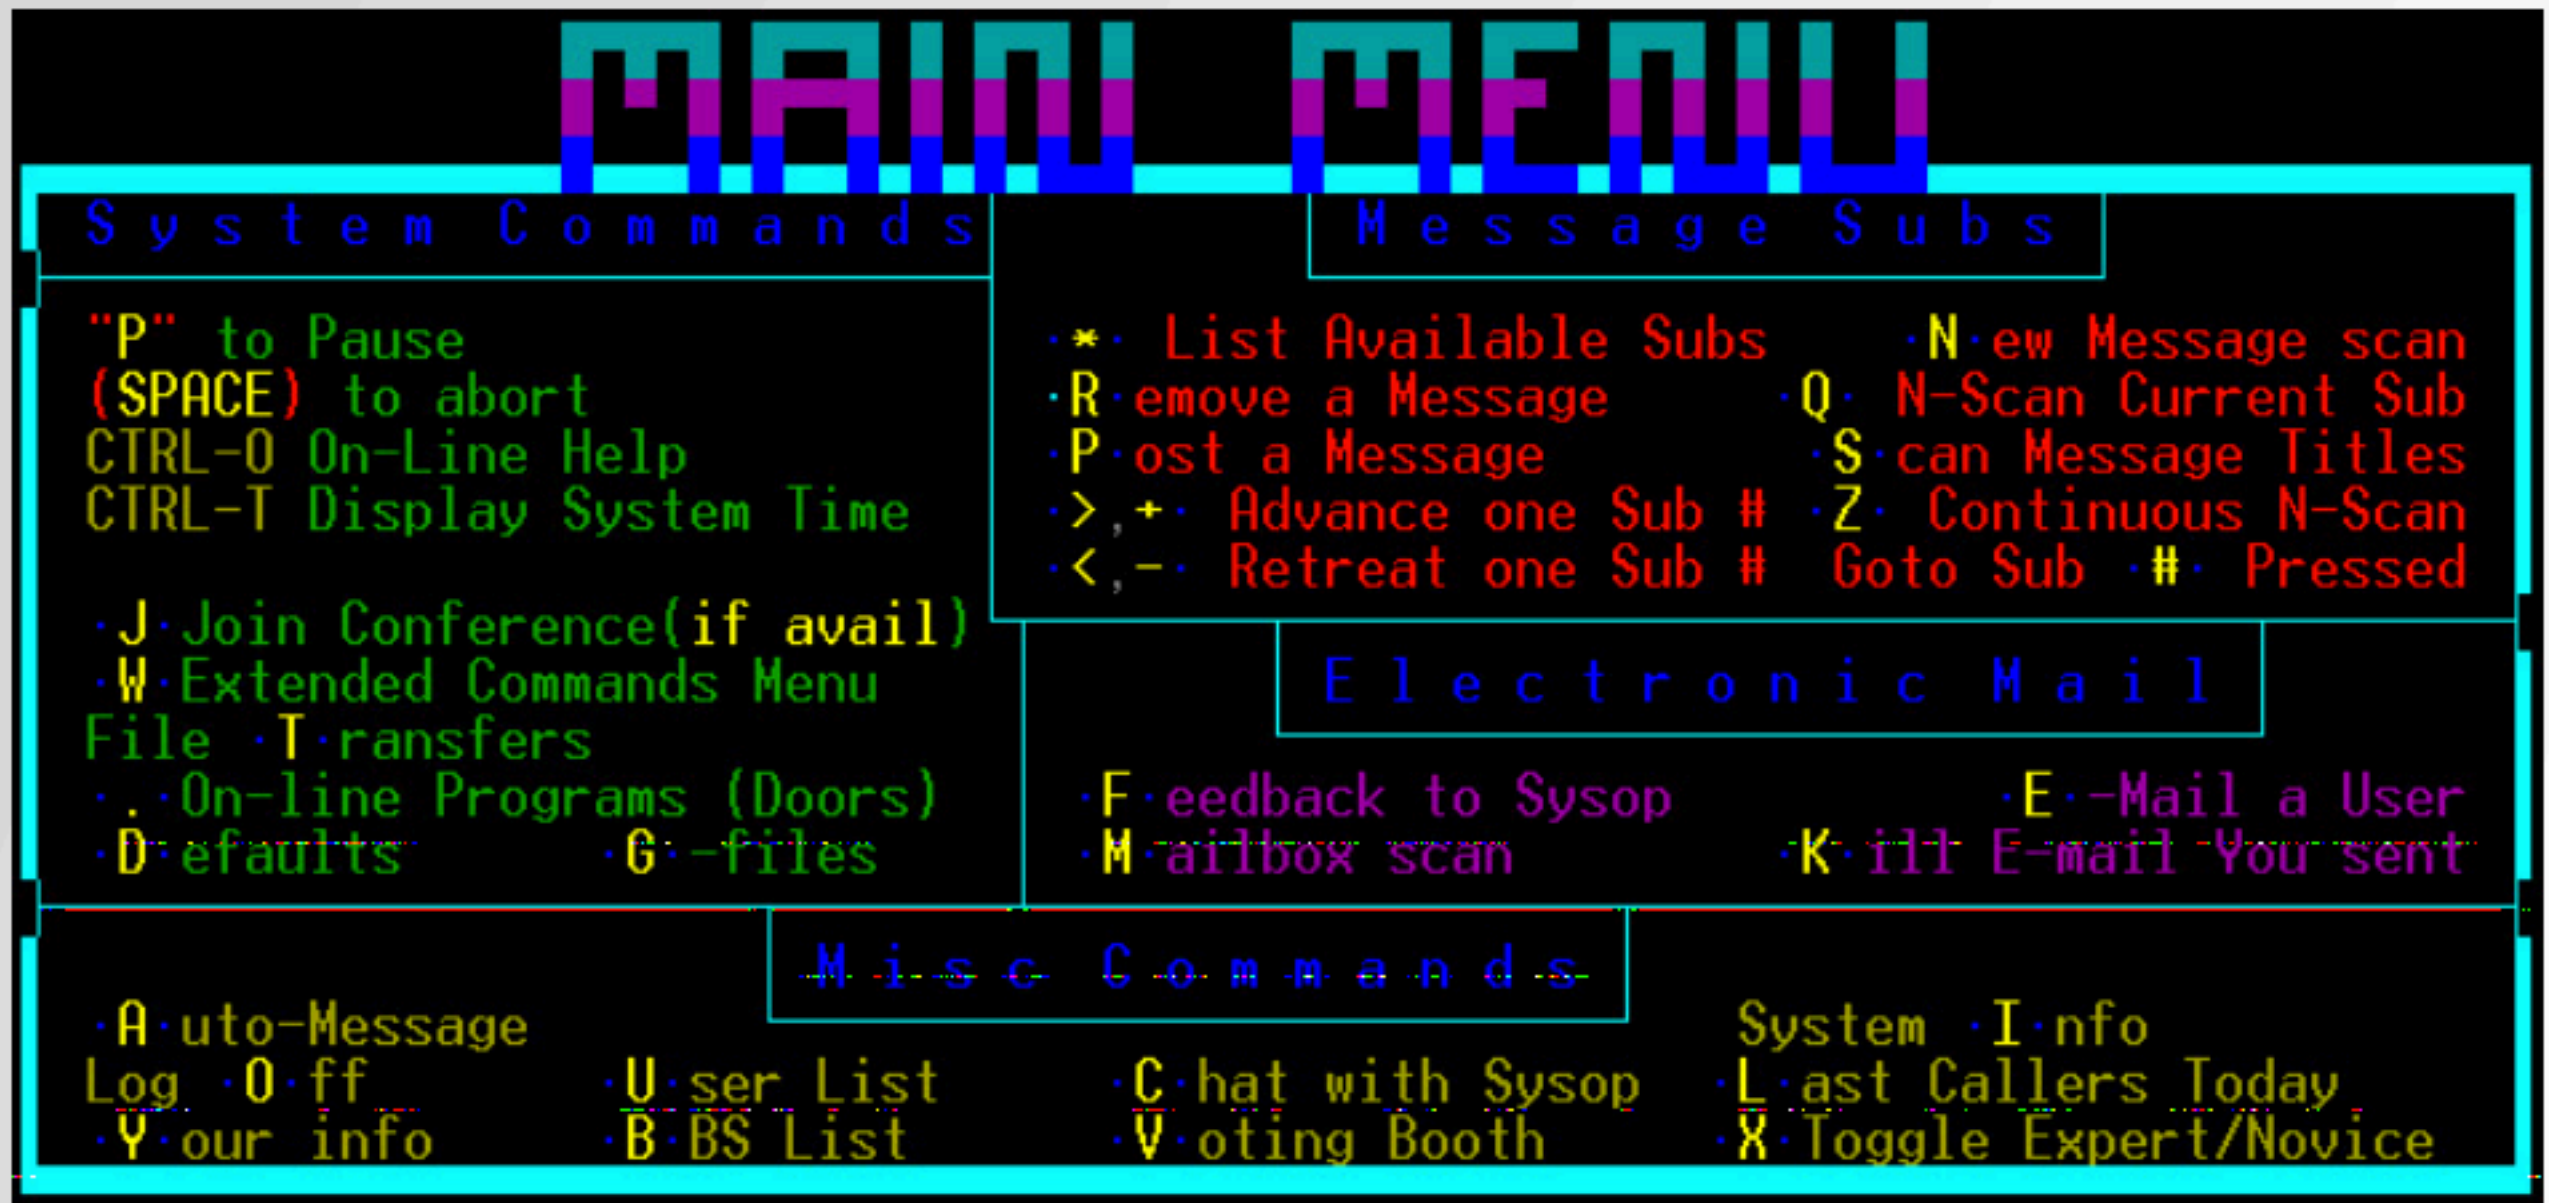 MAIN MENU
System Commands
"P" to Pause
(SPACE) to abort
CTRL-O On-Line Help
CTRL-T Display System Time
·J·Join Conference(if avail)
·W·Extended Commands Menu
File ·T·ransfers
·.·On-line Programs (Doors)
·D·efaults ·G·-files
Message Subs
·*· List Available Subs ·N·ew Message scan
·R·emove a Message ·Q· N-Scan Current Sub
·P·ost a Message ·S·can Message Titles
·>,+· Advance one Sub # ·Z· Continuous N-Scan
·<,-· Retreat one Sub # Goto Sub ·#· Pressed
Electronic Mail
·F·eedback to Sysop ·E·-Mail a User
·M·ailbox scan ·K·ill E-mail You sent
Misc Commands
·A·uto-Message System ·I·nfo
Log ·O·ff ·U·ser List ·C·hat with Sysop ·L·ast Callers Today
·Y·our info ·B·BS List ·V·oting Booth ·X·Toggle Expert/Novice